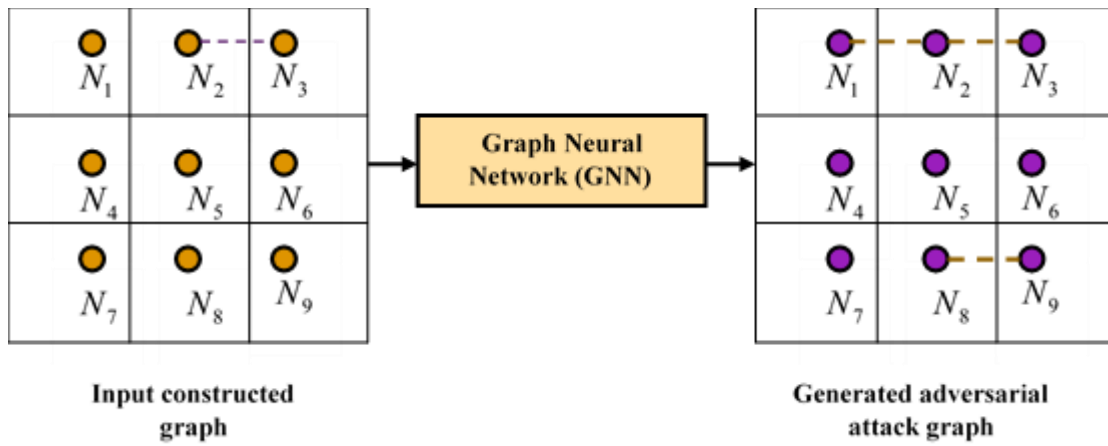 N1 N2 N3
N4 N5 N6
N7 N8 N9
Input constructed
graph
Graph Neural
Network (GNN)
N1 N2 N3
N4 N5 N6
N7 N8 N9
Generated adversarial
attack graph